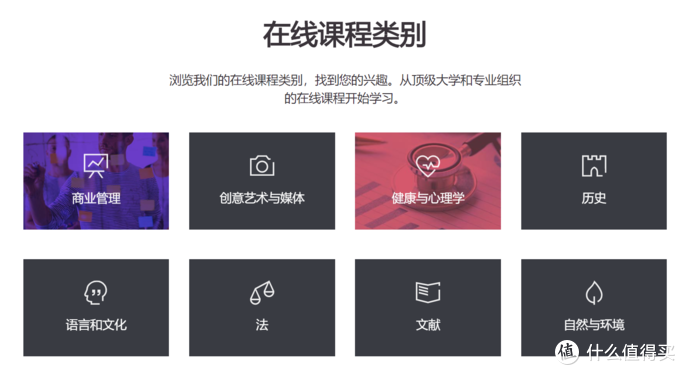 在线课程类别
浏览我们的在线课程类别，找到您的兴趣。从顶级大学和专业组织
的在线课程开始学习。
商业管理
创意艺术与媒体
健康与心理学
历史
语言和文化
法
文献
自然与环境
值 什么值得买